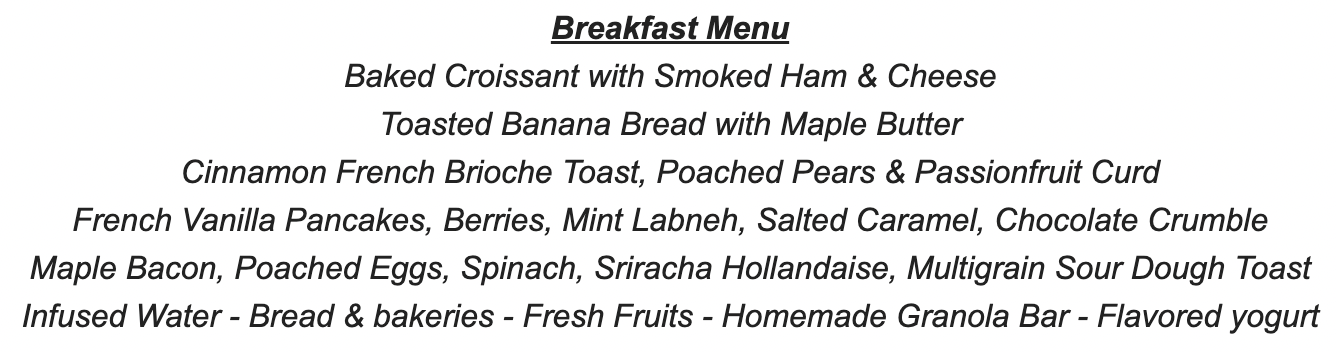 Breakfast Menu
Baked Croissant with Smoked Ham & Cheese
Toasted Banana Bread with Maple Butter
Cinnamon French Brioche Toast, Poached Pears & Passionfruit Curd
French Vanilla Pancakes, Berries, Mint Labneh, Salted Caramel, Chocolate Crumble
Maple Bacon, Poached Eggs, Spinach, Sriracha Hollandaise, Multigrain Sour Dough Toast
Infused Water - Bread & bakeries - Fresh Fruits - Homemade Granola Bar - Flavored yogurt